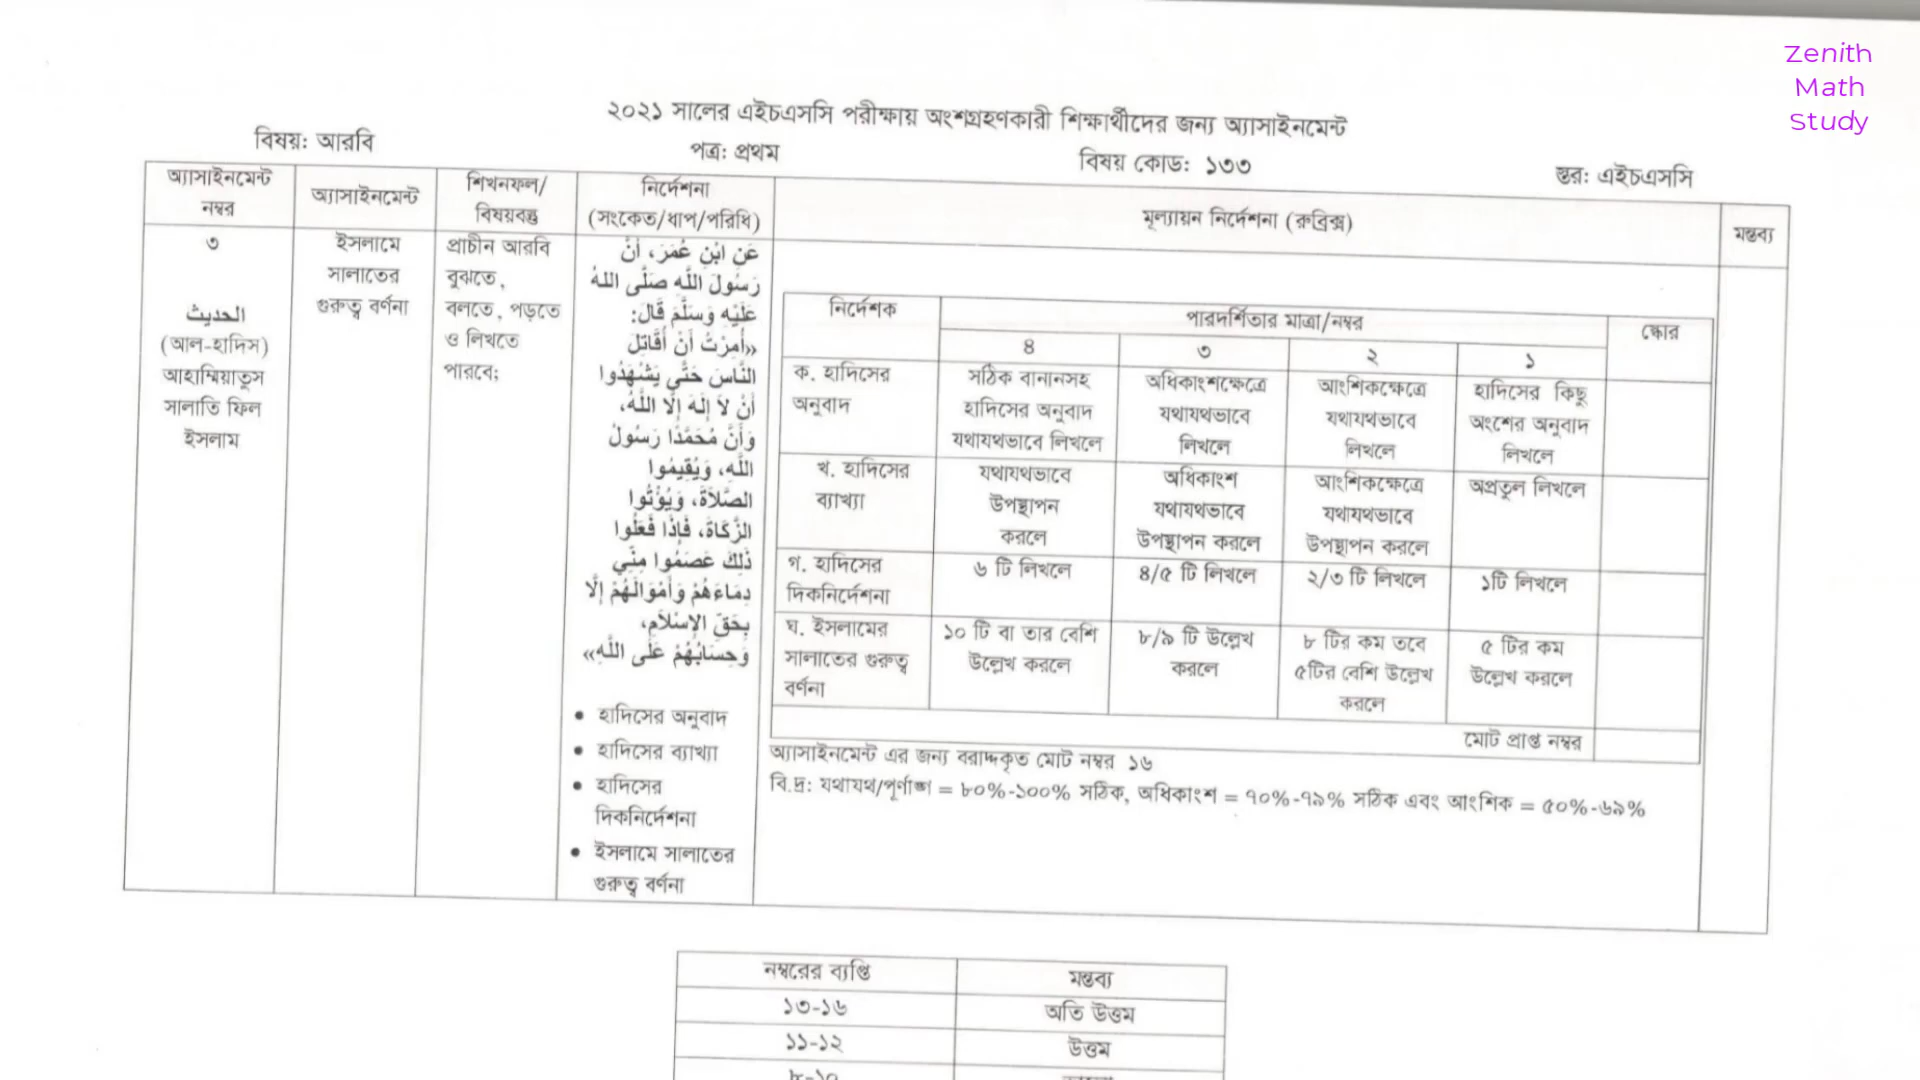 Zenith
Math
Study
২০২১ সালের এইচএসসি পরীক্ষায় অংশগ্রহণকারী শিক্ষার্থীদের জন্য অ্যাসাইনমেন্ট
বিষয়: আরবি
পত্র: প্রথম
বিষয় কোড: ১৩৩
স্তর: এইচএসসি
অ্যাসাইনমেন্ট
নম্বর
অ্যাসাইনমেন্ট
শিখনফল/
বিষয়বস্তু
নির্দেশনা
(সংকেত/ধাপ/পরিধি)
মূল্যায়ন নির্দেশনা (রুব্রিক্স)
মন্তব্য
৩
الحديث
(আল-হাদিস)
আহাম্মিয়াতুস
সালাতি ফিল
ইসলাম
ইসলামে
সালাতের
গুরুত্ব বর্ণনা
প্রাচীন আরবি
বুঝতে,
বলতে, পড়তে
ও লিখতে
পারবে;
عَنِ ابْنِ عُمَرَ، أَنَّ
رَسُولَ اللَّهِ صَلَّى اللهُ
عَلَيْهِ وَسَلَّمَ قَالَ:
«أُمِرْتُ أَنْ أُقَاتِلَ
النَّاسَ حَتَّى يَشْهَدُوا
أَنْ لاَ إِلَهَ إِلَّا اللَّهُ،
وَأَنَّ مُحَمَّدًا رَسُولُ
اللَّهِ، وَيُقِيمُوا
الصَّلاَةَ، وَيُؤْتُوا
الزَّكَاةَ، فَإِذَا فَعَلُوا
ذَلِكَ عَصَمُوا مِنِّي
دِمَاءَهُمْ وَأَمْوَالَهُمْ إِلَّا
بِحَقِّ الإِسْلاَمِ،
وَحِسَابُهُمْ عَلَى اللَّهِ»
• হাদিসের অনুবাদ
• হাদিসের ব্যাখ্যা
• হাদিসের
দিকনির্দেশনা
• ইসলামে সালাতের
গুরুত্ব বর্ণনা
নির্দেশক
পারদর্শিতার মাত্রা/নম্বর
স্কোর
৪
৩
২
১
ক. হাদিসের
অনুবাদ
সঠিক বানানসহ
হাদিসের অনুবাদ
যথাযথভাবে লিখলে
অধিকাংশক্ষেত্রে
যথাযথভাবে
লিখলে
আংশিকক্ষেত্রে
যথাযথভাবে
লিখলে
হাদিসের কিছু
অংশের অনুবাদ
লিখলে
খ. হাদিসের
ব্যাখ্যা
যথাযথভাবে
উপস্থাপন
করলে
অধিকাংশ
যথাযথভাবে
উপস্থাপন করলে
আংশিকক্ষেত্রে
যথাযথভাবে
উপস্থাপন করলে
অপ্রতুল লিখলে
গ. হাদিসের
দিকনির্দেশনা
৬ টি লিখলে
৪/৫ টি লিখলে
২/৩ টি লিখলে
১টি লিখলে
ঘ. ইসলামের
সালাতের গুরুত্ব
বর্ণনা
১০ টি বা তার বেশি
উল্লেখ করলে
৮/৯ টি উল্লেখ
করলে
৮ টির কম তবে
৫টির বেশি উল্লেখ
করলে
৫ টির কম
উল্লেখ করলে
মোট প্রাপ্ত নম্বর
অ্যাসাইনমেন্ট এর জন্য বরাদ্দকৃত মোট নম্বর ১৬
বি.দ্র: যথাযথ/পূর্ণাঙ্গ = ৮০%-১০০% সঠিক, অধিকাংশ = ৭০%-৭৯% সঠিক এবং আংশিক = ৫০%-৬৯%
নম্বরের ব্যাপ্তি
মন্তব্য
১৩-১৬
অতি উত্তম
১১-১২
উত্তম
৮-১০